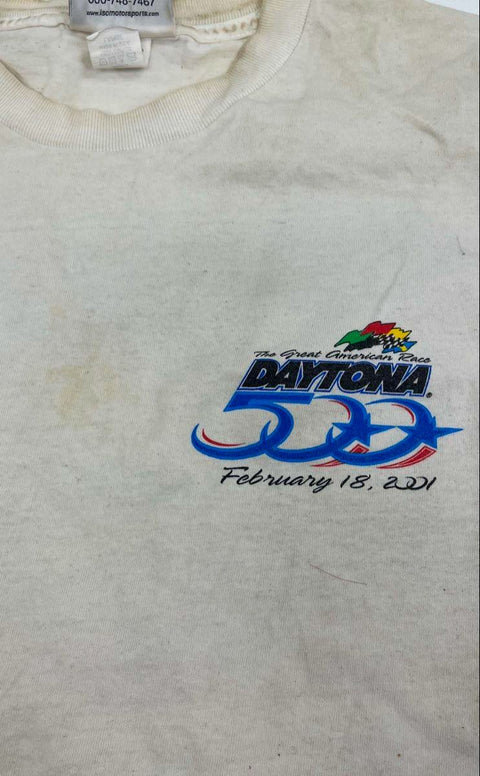 www.iscmotorsports.com
The Great American Race
DAYTONA®
500
February 18, 2001